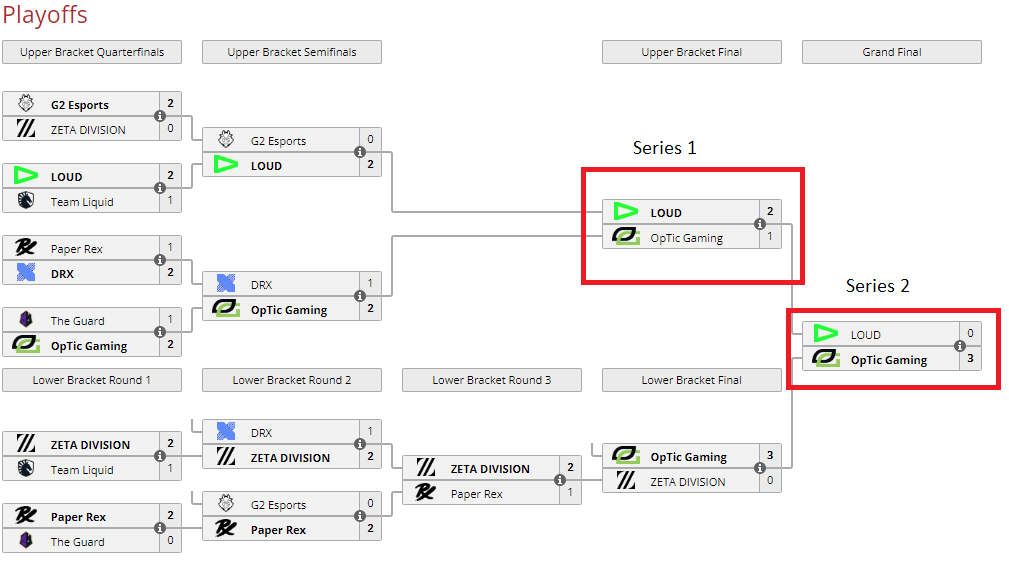 Playoffs
Upper Bracket Quarterfinals
Upper Bracket Semifinals
Upper Bracket Final
Grand Final
G2 Esports 2
ZETA DIVISION 0
LOUD 2
Team Liquid 1
Paper Rex 1
DRX 2
The Guard 1
OpTic Gaming 2
G2 Esports 0
LOUD 2
DRX 1
OpTic Gaming 2
Series 1
LOUD 2
OpTic Gaming 1
Series 2
LOUD 0
OpTic Gaming 3
Lower Bracket Round 1
Lower Bracket Round 2
Lower Bracket Round 3
Lower Bracket Final
ZETA DIVISION 2
Team Liquid 1
Paper Rex 2
The Guard 0
DRX 1
ZETA DIVISION 2
G2 Esports 0
Paper Rex 2
ZETA DIVISION 2
Paper Rex 1
OpTic Gaming 3
ZETA DIVISION 0